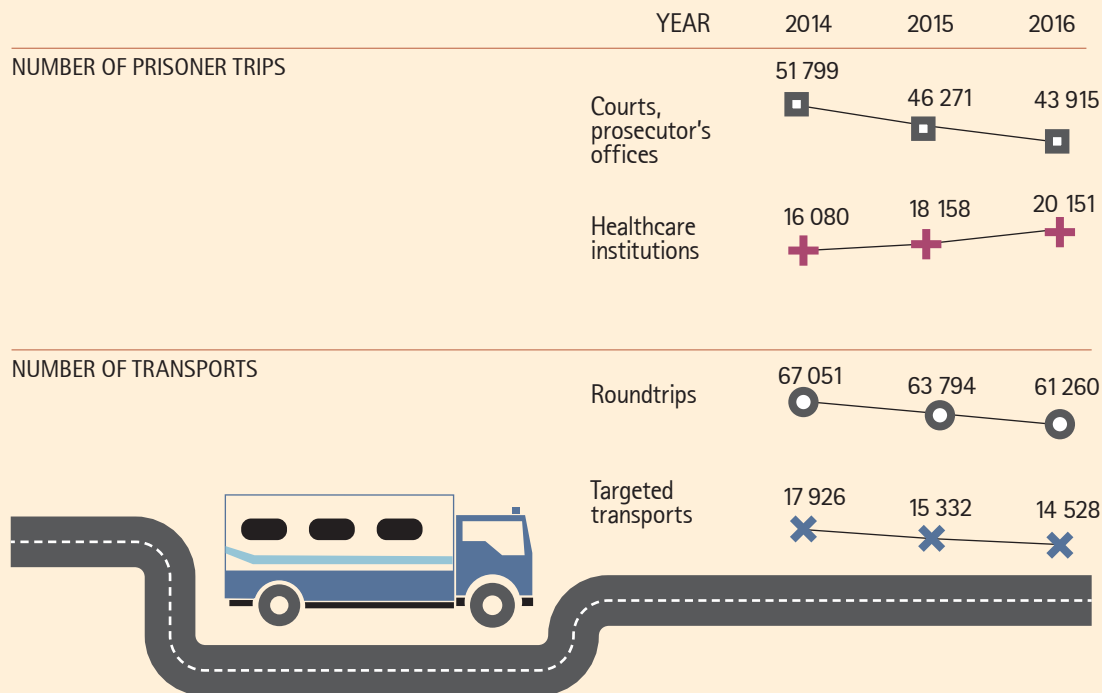 YEAR 2014 2015 2016
NUMBER OF PRISONER TRIPS
Courts,
prosecutor's
offices
51 799 46 271 43 915
Healthcare
institutions
16 080 18 158 20 151
NUMBER OF TRANSPORTS
Roundtrips
67 051 63 794 61 260
Targeted
transports
17 926 15 332 14 528